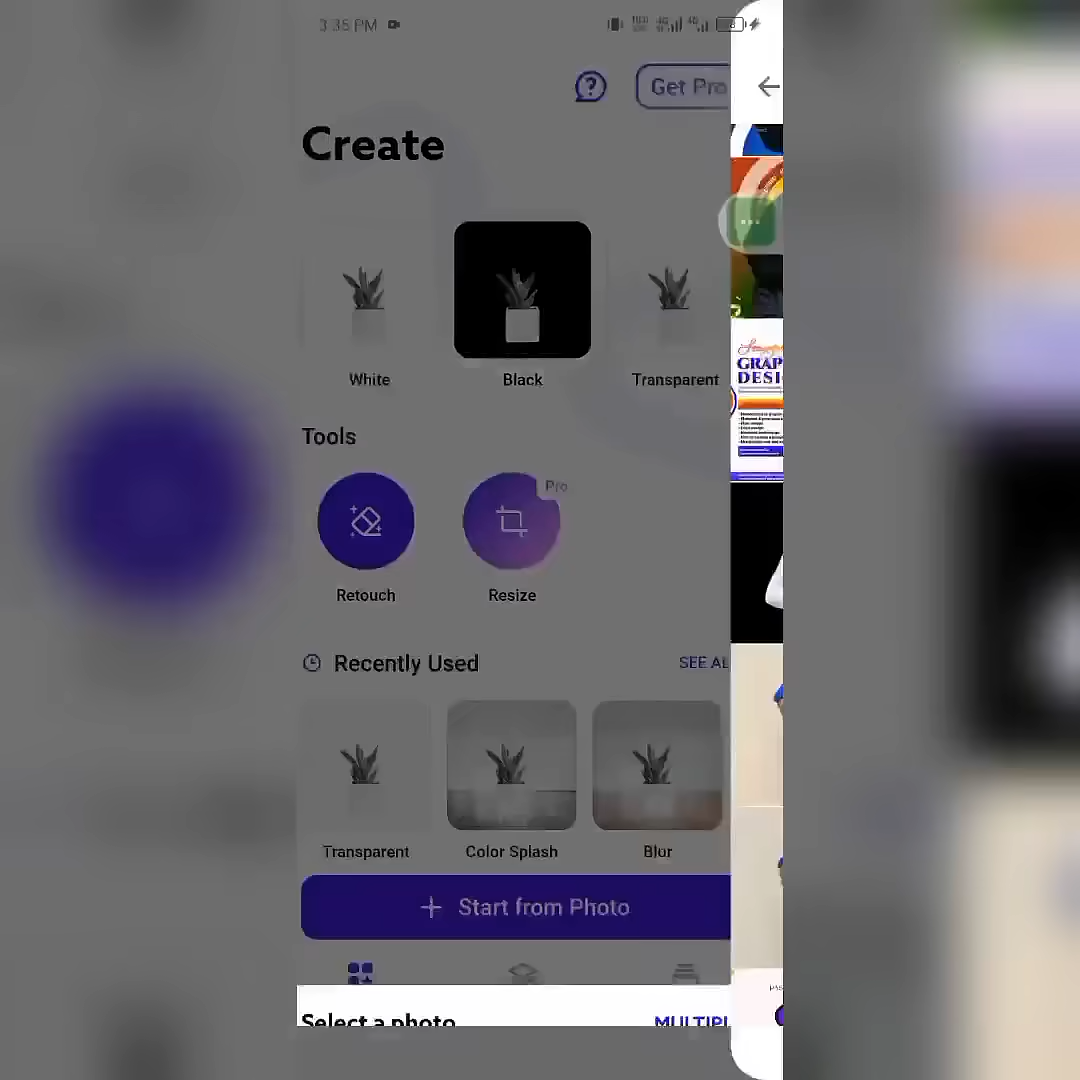 3:35 PM
Get Pro
Create
White
Black
Transparent
Tools
Pro
Retouch
Resize
Recently Used
SEE AL
Transparent
Color Splash
Blur
Start from Photo
Select a photo
MULTIPL
GRAP
DESI